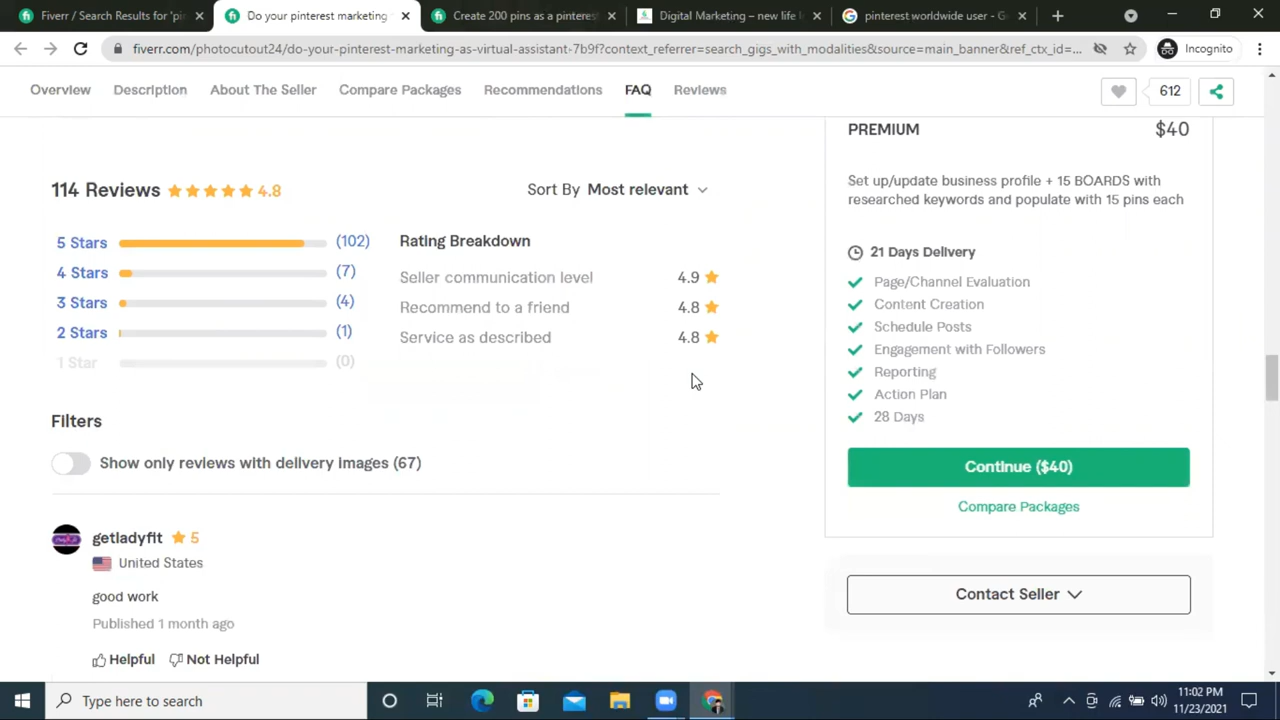 Fiverr / Search Results for 'pi
Do your pinterest marketing
Create 200 pins as a pinterest
Digital Marketing – new life
pinterest worldwide user - G
fiverr.com/photocutout24/do-your-pinterest-marketing-as-virtual-assistant-7b9f?context_referrer=search_gigs_with_modalities&source=main_banner&ref_ctx_id=...
Incognito
Overview
Description
About The Seller
Compare Packages
Recommendations
FAQ
Reviews
612
PREMIUM
$40
Set up/update business profile + 15 BOARDS with
researched keywords and populate with 15 pins each
21 Days Delivery
Page/Channel Evaluation
Content Creation
Schedule Posts
Engagement with Followers
Reporting
Action Plan
28 Days
Continue ($40)
Compare Packages
Contact Seller
114 Reviews 4.8
Sort By Most relevant
5 Stars (102)
4 Stars (7)
3 Stars (4)
2 Stars (1)
1 Star (0)
Rating Breakdown
Seller communication level 4.9
Recommend to a friend 4.8
Service as described 4.8
Filters
Show only reviews with delivery images (67)
getladyfit 5
United States
good work
Published 1 month ago
Helpful
Not Helpful
Type here to search
11:02 PM
11/23/2021